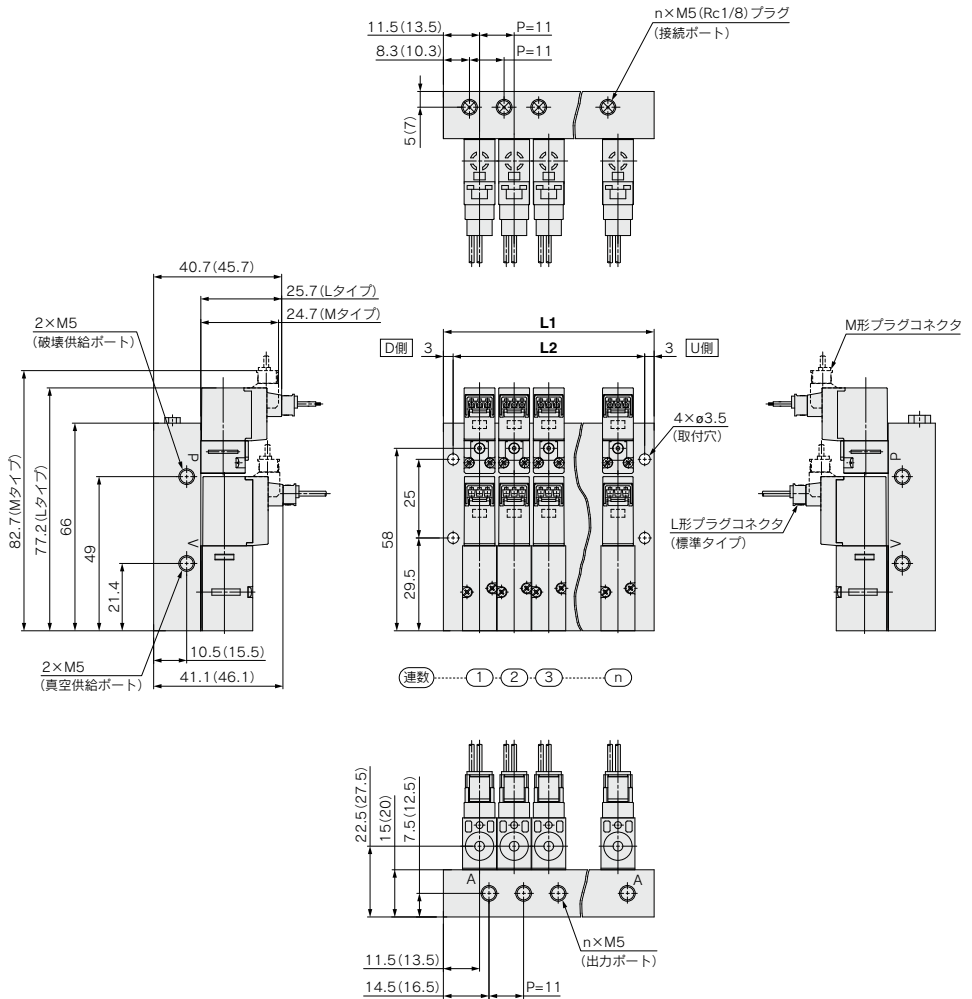 n×M5(Rc1/8)プラグ
(接続ポート)
11.5(13.5)
P=11
8.3(10.3)
P=11
5(7)
40.7(45.7)
25.7(Lタイプ)
24.7(Mタイプ)
2×M5
(破壊供給ポート)
L1
L2
D側
3
3
U側
M形プラグコネクタ
4×ø3.5
(取付穴)
L形プラグコネクタ
(標準タイプ)
82.7(Mタイプ)
77.2(Lタイプ)
66
49
21.4
P
V
58
25
29.5
P
V
10.5(15.5)
41.1(46.1)
2×M5
(真空供給ポート)
連数
1
2
3
n
22.5(27.5)
15(20)
7.5(12.5)
A
A
n×M5
(出力ポート)
11.5(13.5)
14.5(16.5)
P=11